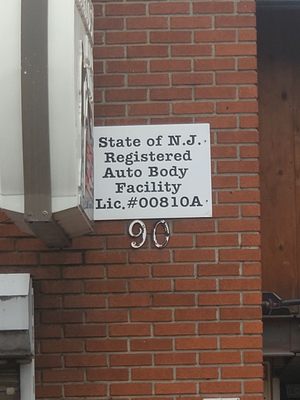 State of N.J.
Registered
Auto Body
Facility
Lic.#00810A
90